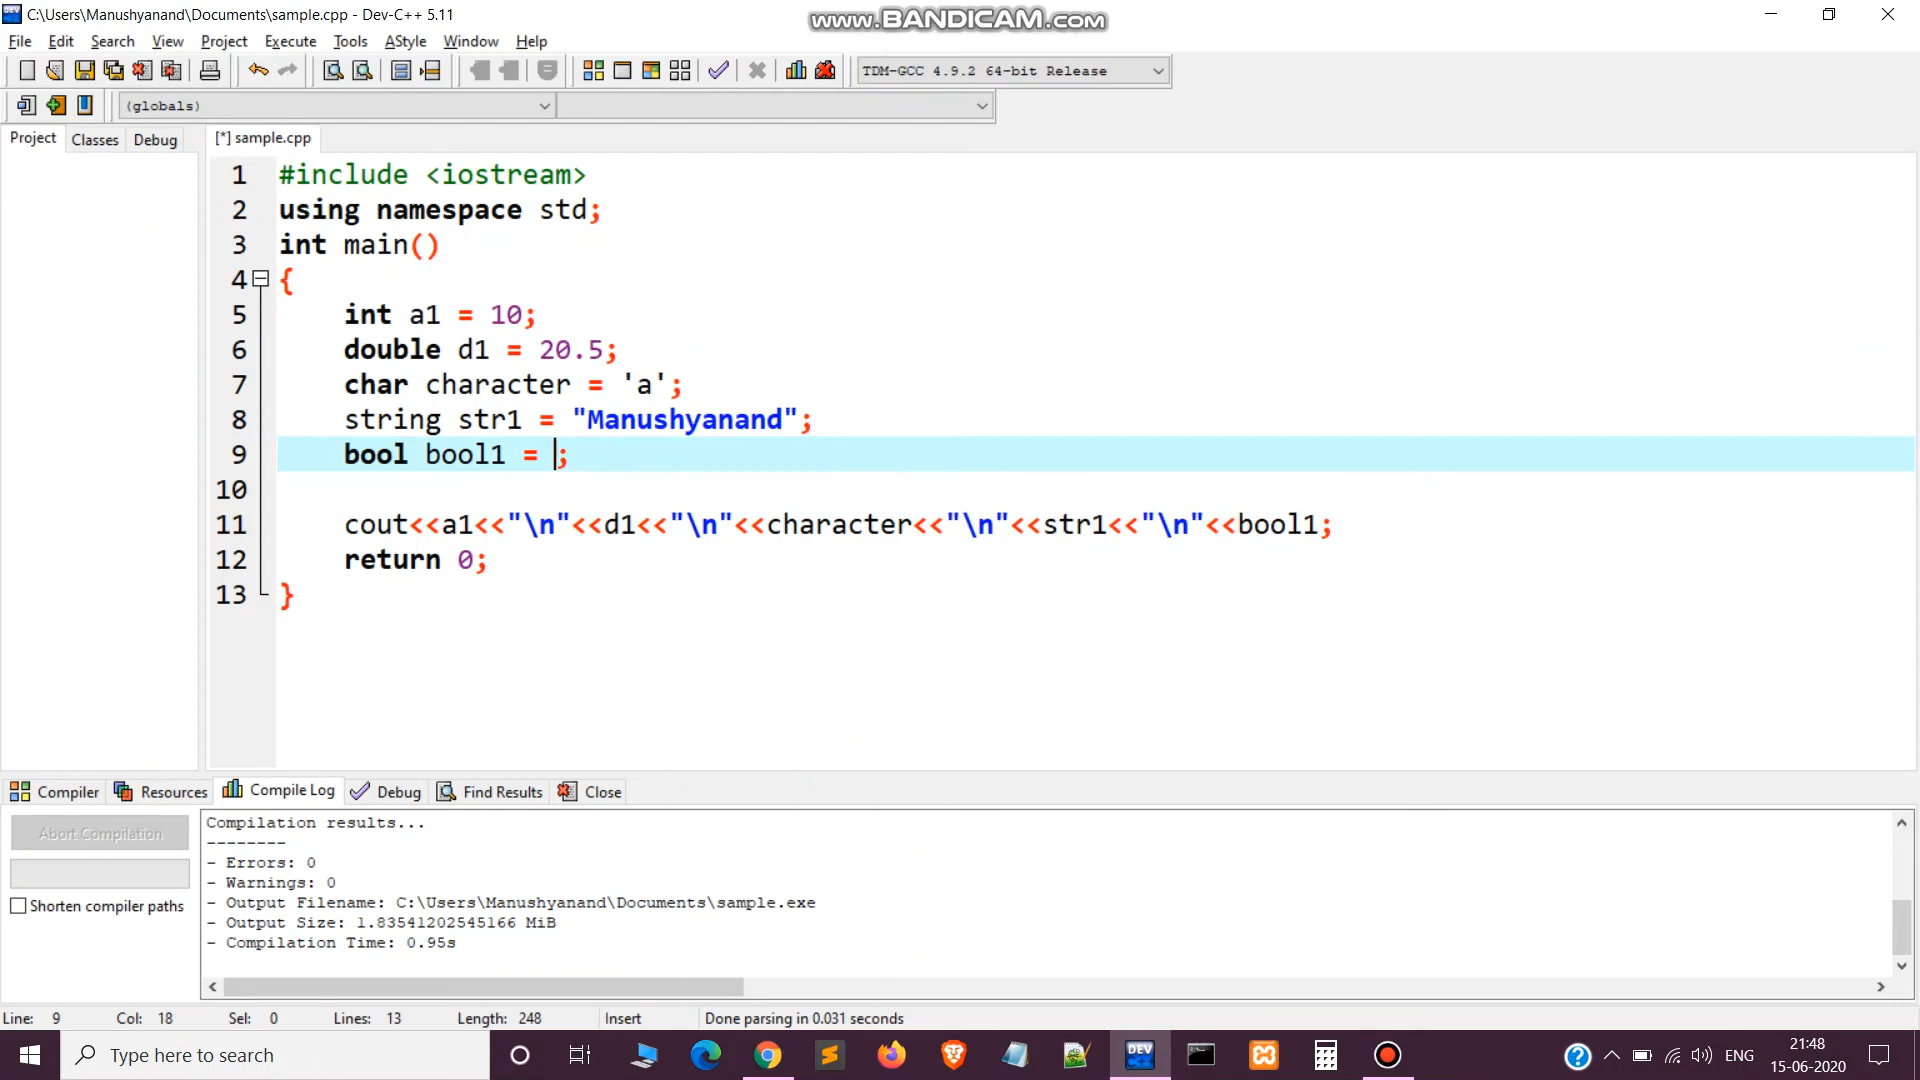 C:\Users\Manushyanand\Documents\sample.cpp - Dev-C++ 5.11
www.BANDICAM.com
File Edit Search View Project Execute Tools AStyle Window Help
TDM-GCC 4.9.2 64-bit Release
(globals)
Project Classes Debug [*] sample.cpp
1 #include <iostream>
2 using namespace std;
3 int main()
4 {
5 int a1 = 10;
6 double d1 = 20.5;
7 char character = 'a';
8 string str1 = "Manushyanand";
9 bool bool1 = ;
10
11 cout<<a1<<"\n"<<d1<<"\n"<<character<<"\n"<<str1<<"\n"<<bool1;
12 return 0;
13 }
Compiler Resources Compile Log Debug Find Results Close
Abort Compilation
Shorten compiler paths
Compilation results...
--------
- Errors: 0
- Warnings: 0
- Output Filename: C:\Users\Manushyanand\Documents\sample.exe
- Output Size: 1.83541202545166 MiB
- Compilation Time: 0.95s
Line: 9 Col: 18 Sel: 0 Lines: 13 Length: 248 Insert Done parsing in 0.031 seconds
Type here to search
DEV
ENG
21:48
15-06-2020